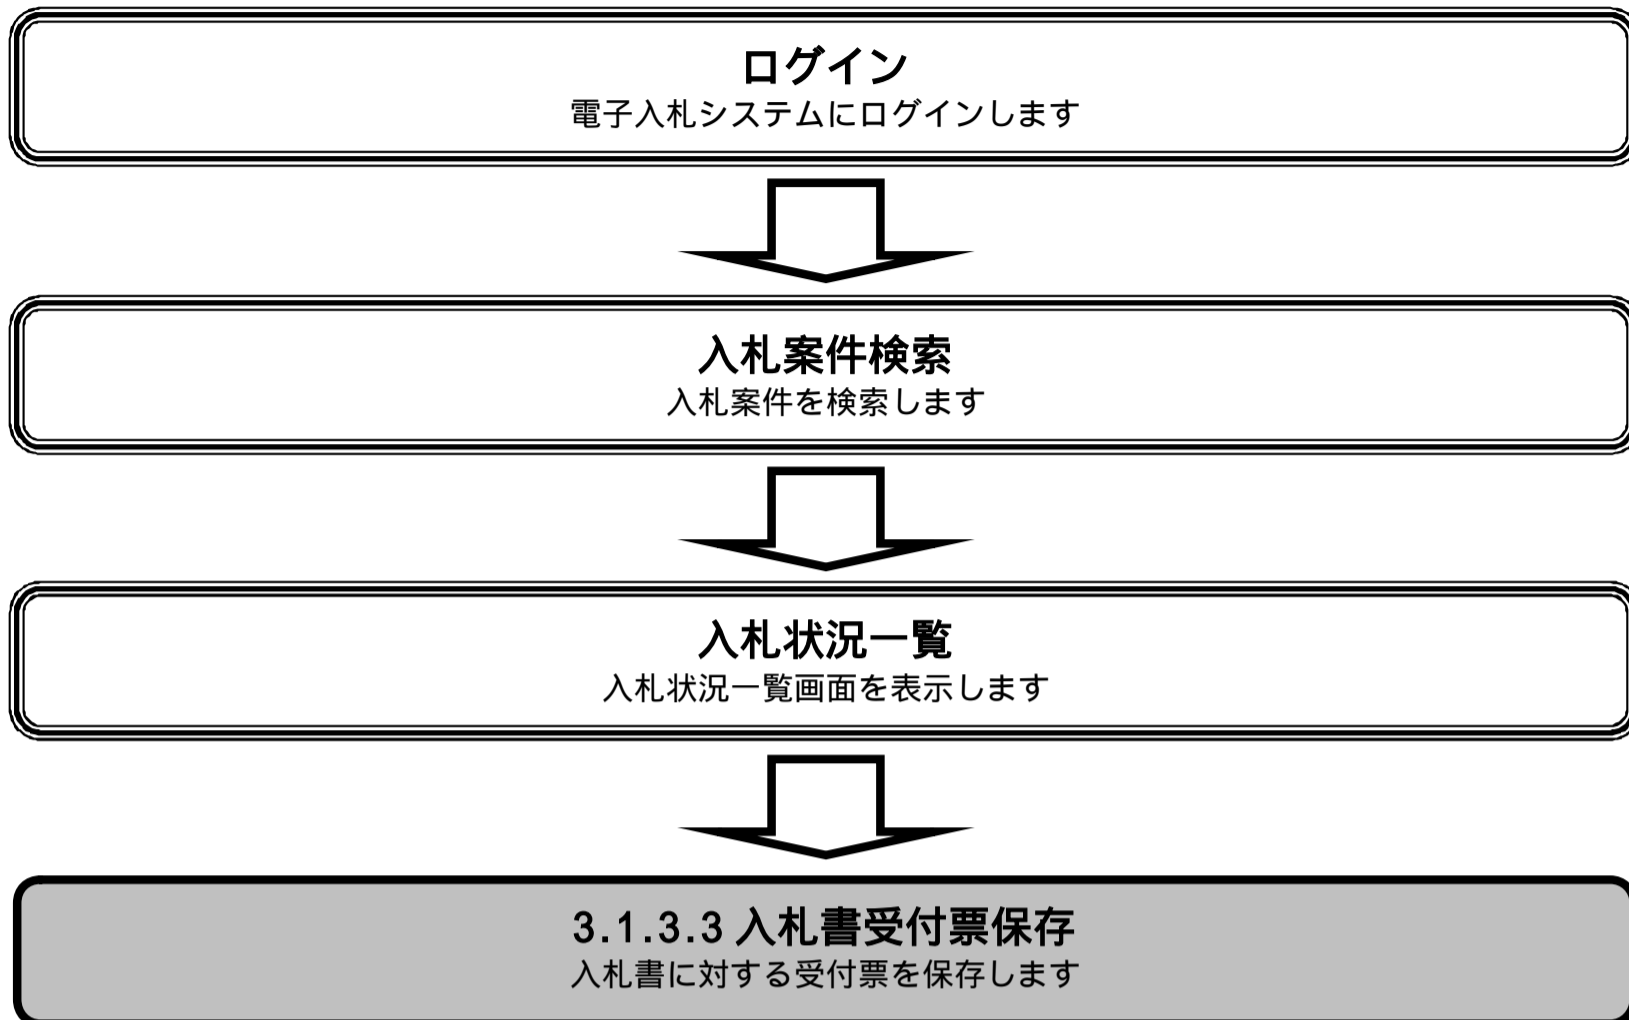 ログイン
電子入札システムにログインします
入札案件検索
入札案件を検索します
入札状況一覧
入札状況一覧画面を表示します
3.1.3.3 入札書受付票保存
入札書に対する受付票を保存します